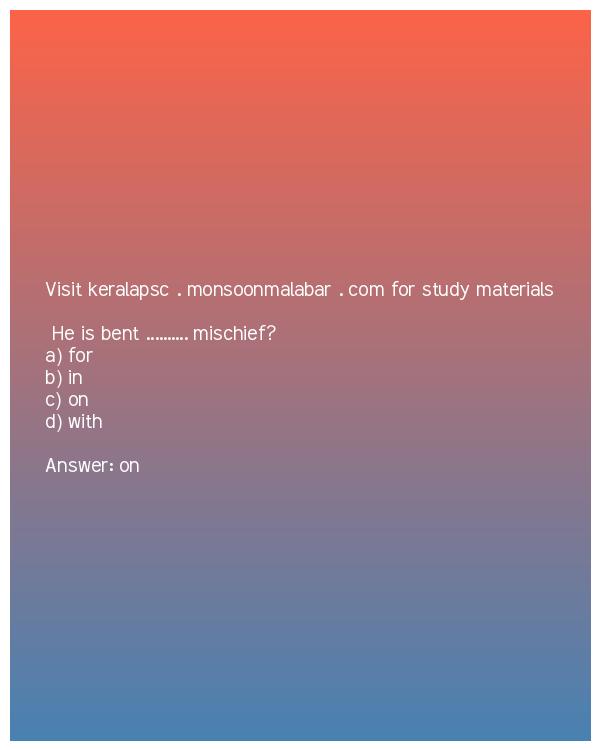 Visit keralapsc . monsoonmalabar . com for study materials
He is bent .......... mischief?
a) for
b) in
c) on
d) with
Answer: on